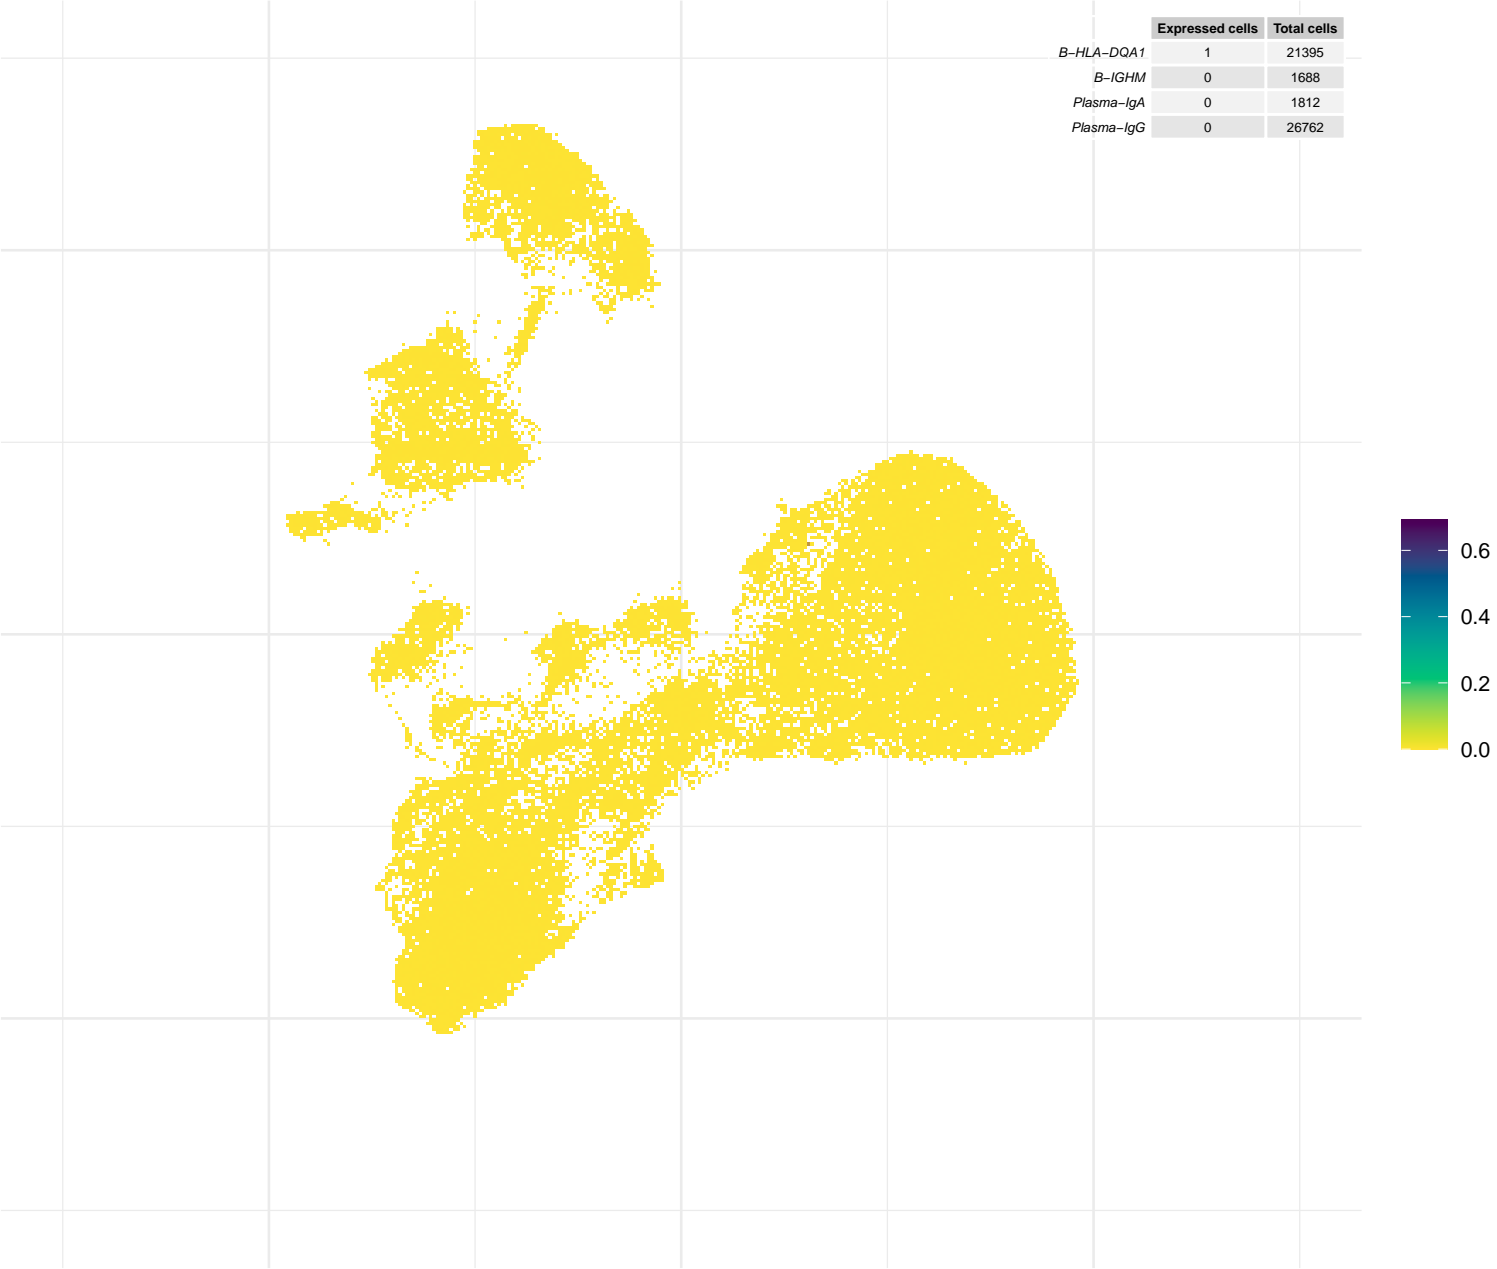 Expressed cells Total cells
B−HLA−DQA1 1 21395
B−IGHM 0 1688
Plasma−IgA 0 1812
Plasma−IgG 0 26762
0.6
0.4
0.2
0.0